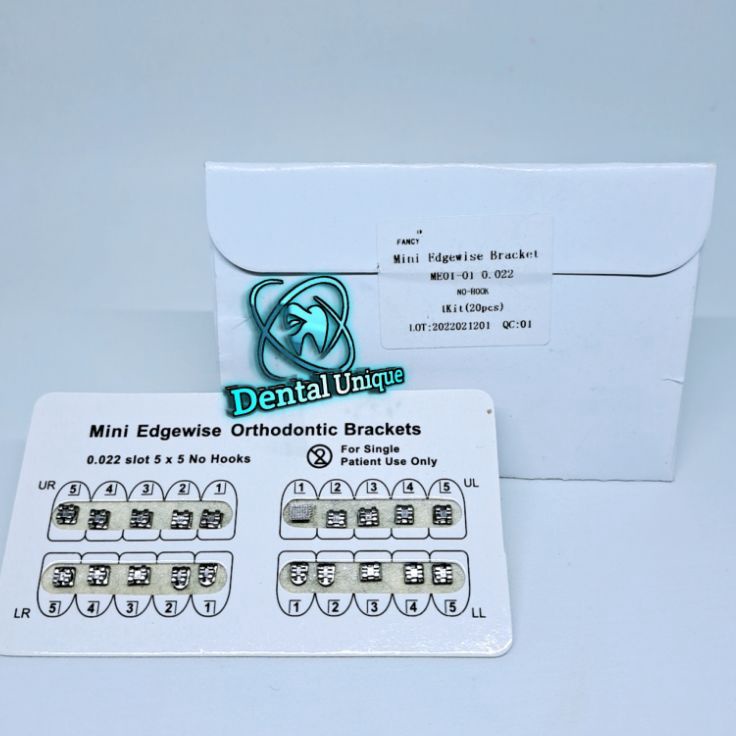 FANCY
Mini Edgewise Bracket
ME01-01 0.022
NO-HOOK
1Kit(20pcs)
LOT:2022021201 QC:01
Dental Unique
Mini Edgewise Orthodontic Brackets
0.022 slot 5 x 5 No Hooks
2
For Single
Patient Use Only
UR 5 4 3 2 1
1 2 3 4 5 UL
LR 5 4 3 2 1
1 2 3 4 5 LL